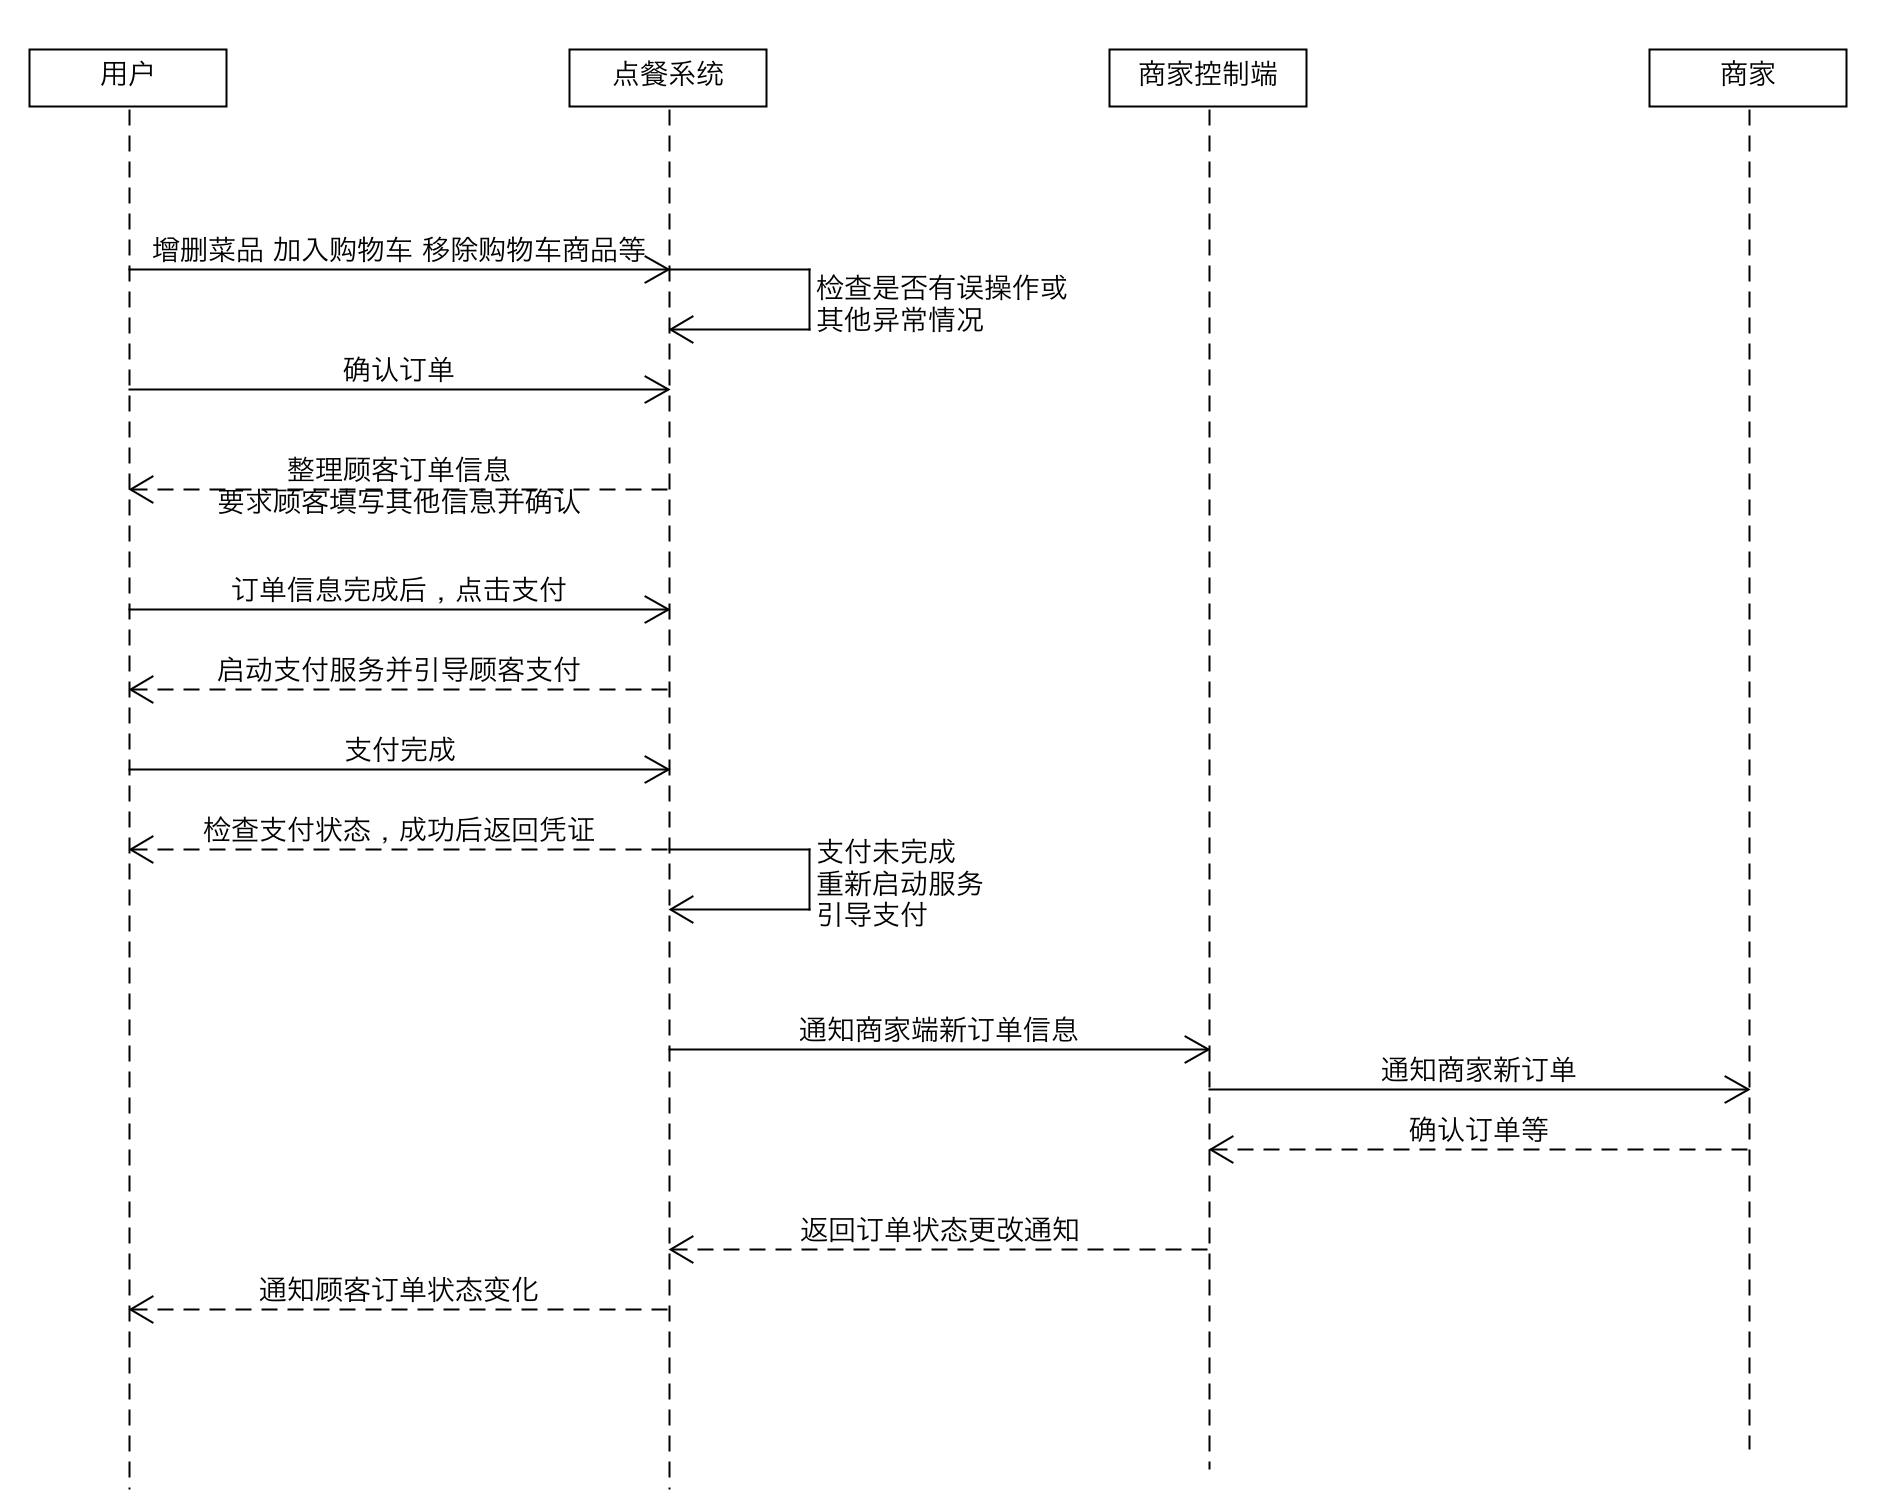 用户
点餐系统
商家控制端
商家
增删菜品 加入购物车 移除购物车商品等
检查是否有误操作或
其他异常情况
确认订单
整理顾客订单信息
要求顾客填写其他信息并确认
订单信息完成后，点击支付
启动支付服务并引导顾客支付
支付完成
检查支付状态，成功后返回凭证
支付未完成
重新启动服务
引导支付
通知商家端新订单信息
通知商家新订单
确认订单等
返回订单状态更改通知
通知顾客订单状态变化